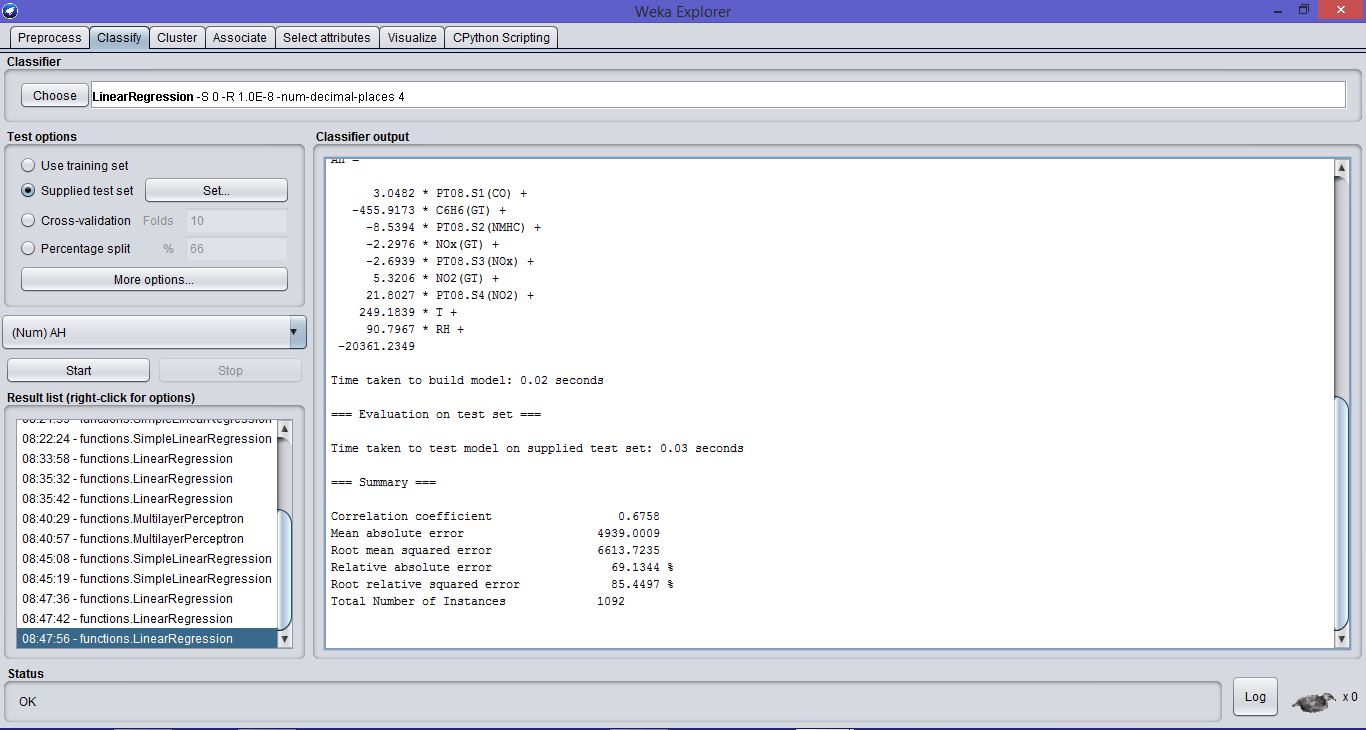 Weka Explorer
Preprocess Classify Cluster Associate Select attributes Visualize CPython Scripting
Classifier
Choose LinearRegression -S 0 -R 1.0E-8 -num-decimal-places 4
Test options
Use training set
Supplied test set Set...
Cross-validation Folds 10
Percentage split % 66
More options...
(Num) AH
Start Stop
Result list (right-click for options)
08:22:24 - functions.SimpleLinearRegression
08:33:58 - functions.LinearRegression
08:35:32 - functions.LinearRegression
08:35:42 - functions.LinearRegression
08:40:29 - functions.MultilayerPerceptron
08:40:57 - functions.MultilayerPerceptron
08:45:08 - functions.SimpleLinearRegression
08:45:19 - functions.SimpleLinearRegression
08:47:36 - functions.LinearRegression
08:47:42 - functions.LinearRegression
08:47:56 - functions.LinearRegression
Classifier output
AH =
3.0482 * PT08.S1(CO) +
-455.9173 * C6H6(GT) +
-8.5394 * PT08.S2(NMHC) +
-2.2976 * NOx(GT) +
-2.6939 * PT08.S3(NOx) +
5.3206 * NO2(GT) +
21.8027 * PT08.S4(NO2) +
249.1839 * T +
90.7967 * RH +
-20361.2349
Time taken to build model: 0.02 seconds
=== Evaluation on test set ===
Time taken to test model on supplied test set: 0.03 seconds
=== Summary ===
Correlation coefficient 0.6758
Mean absolute error 4939.0009
Root mean squared error 6613.7235
Relative absolute error 69.1344 %
Root relative squared error 85.4497 %
Total Number of Instances 1092
Status
OK
Log x 0